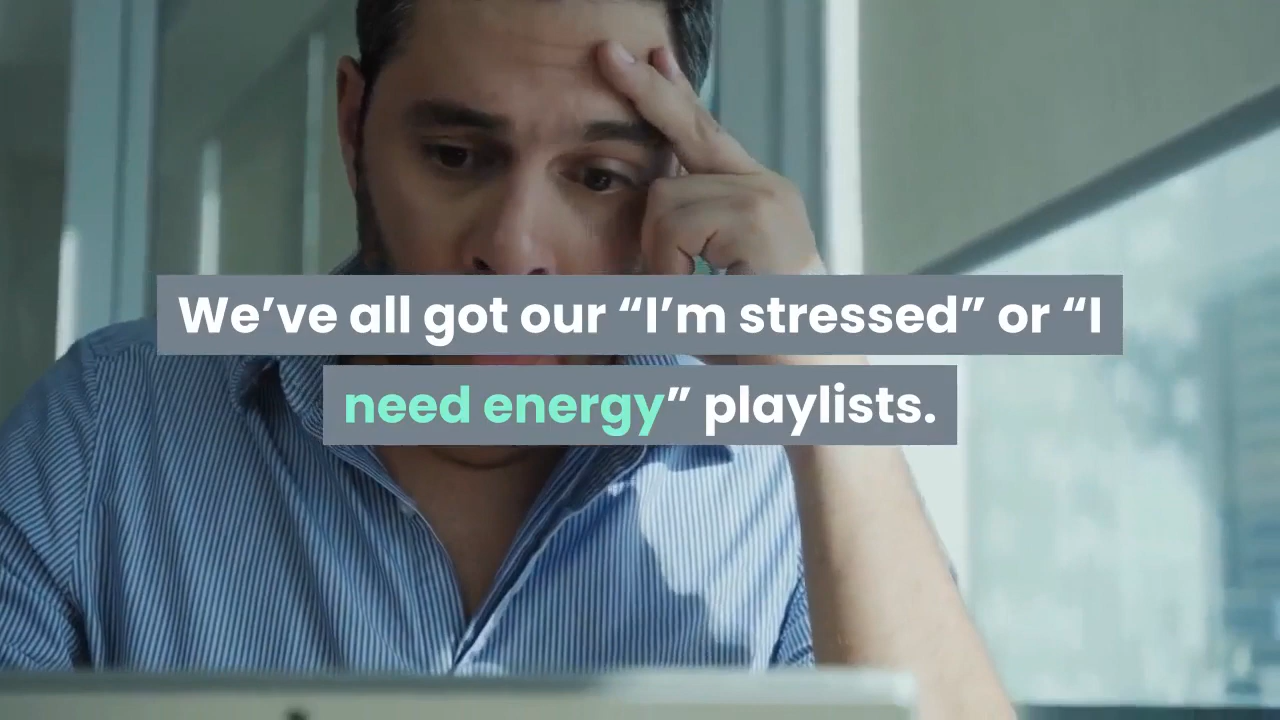 We’ve all got our “I’m stressed” or “I
need energy” playlists.